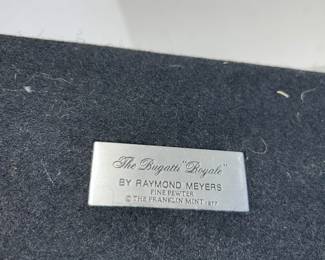 The Bugatti "Royale"
BY RAYMOND MEYERS
FINE PEWTER
© THE FRANKLIN MINT 1977